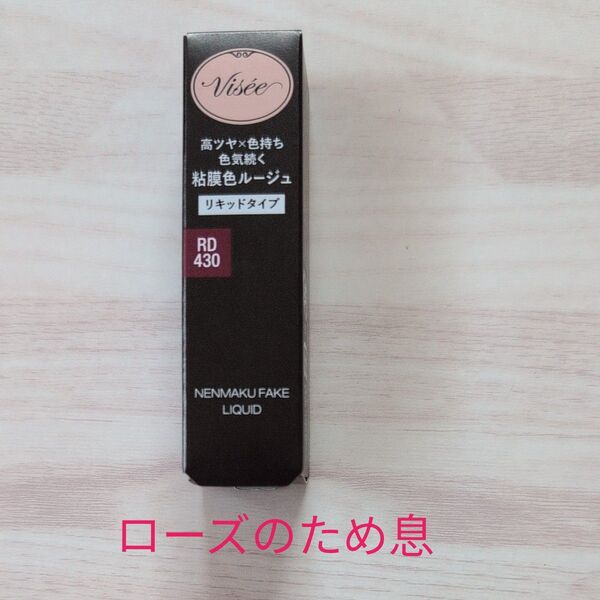 Visée
高ツヤ×色持ち
色気続く
粘膜色ルージュ
リキッドタイプ
RD
430
NENMAKU FAKE
LIQUID
ローズのため息